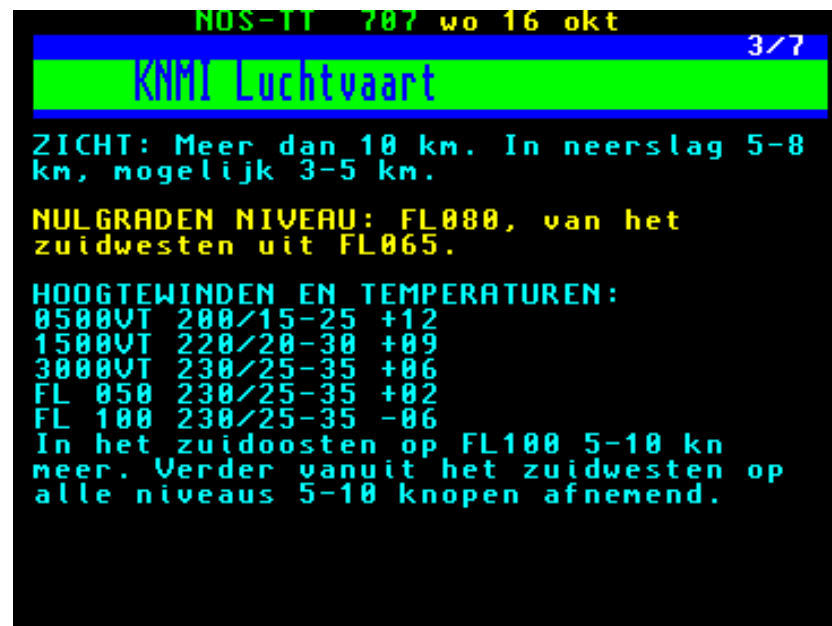 NOS-TT 707 wo 16 okt
3/7
KNMI Luchtvaart
ZICHT: Meer dan 10 km. In neerslag 5-8
km, mogelijk 3-5 km.
NULGRADEN NIVEAU: FL080, van het
zuidwesten uit FL065.
HOOGTEWINDEN EN TEMPERATUREN:
0500VT 200/15-25 +12
1500VT 220/20-30 +09
3000VT 230/25-35 +06
FL 050 230/25-35 +02
FL 100 230/25-35 -06
In het zuidoosten op FL100 5-10 kn
meer. Verder vanuit het zuidwesten op
alle niveaus 5-10 knopen afnemend.